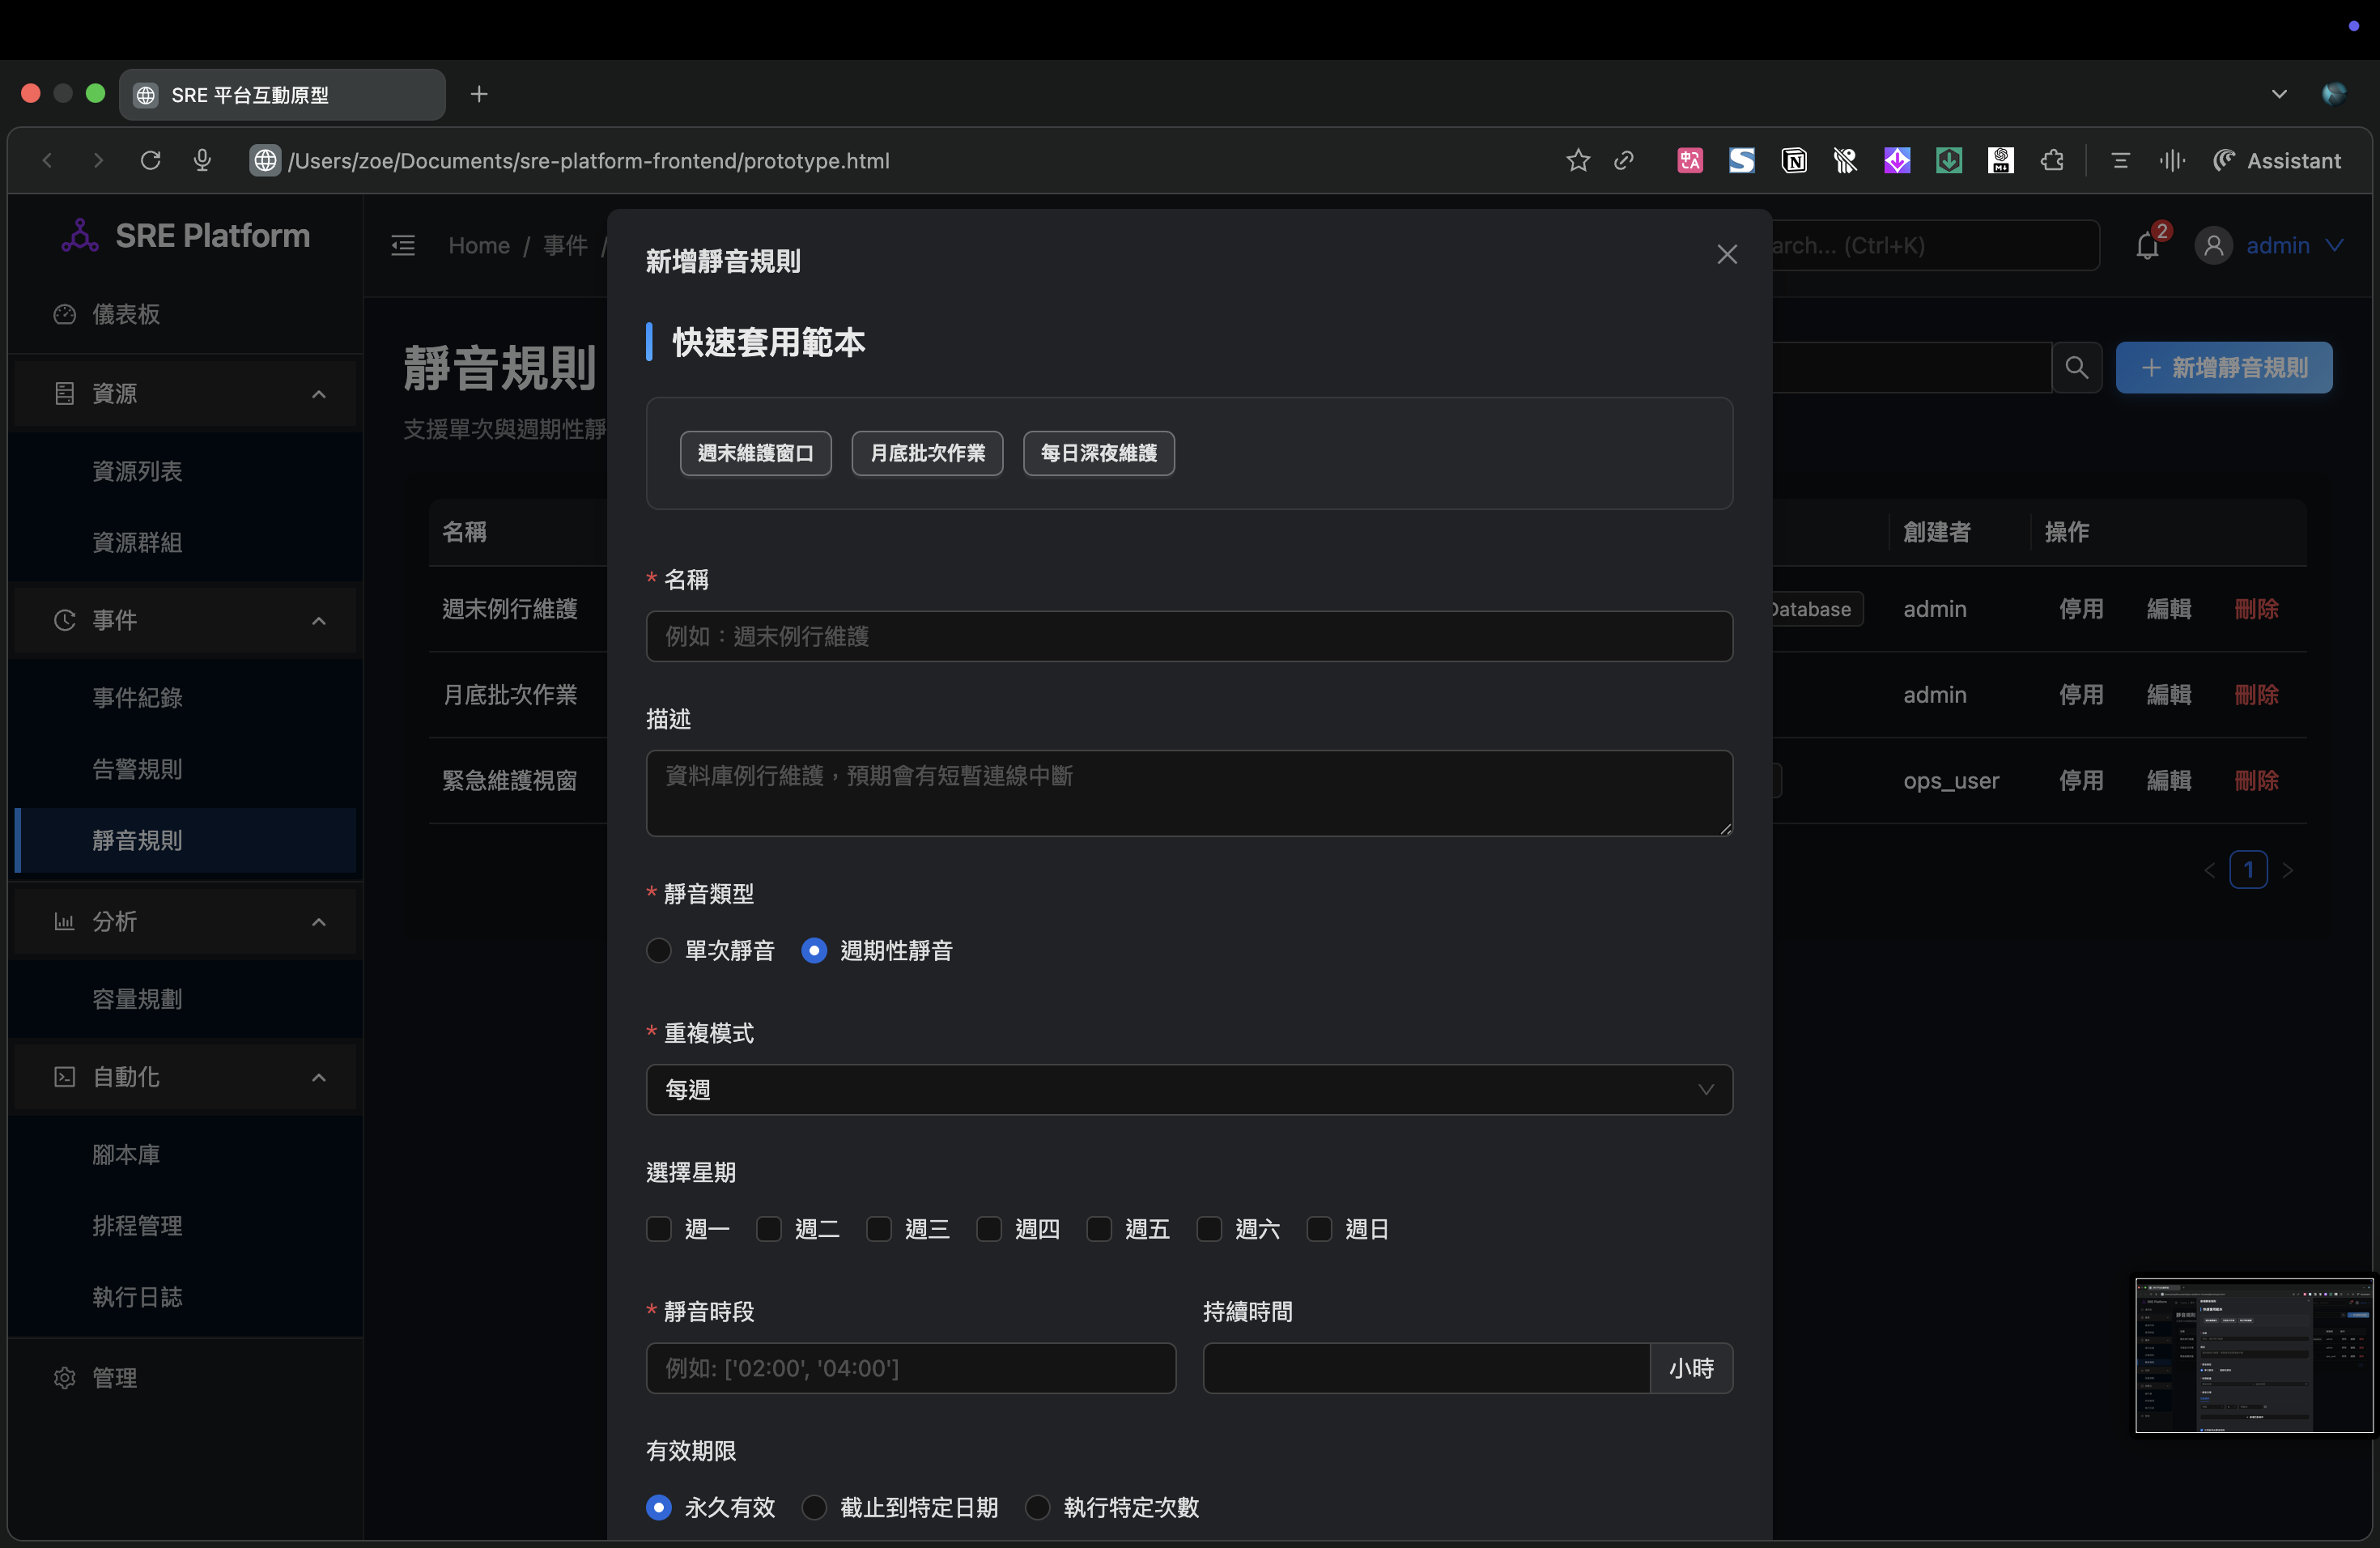 SRE 平台互動原型
/Users/zoe/Documents/sre-platform-frontend/prototype.html
Assistant
SRE Platform
Home / 事件 /
新增靜音規則
arch... (Ctrl+K)
2
admin
儀表板
資源
資源列表
資源群組
事件
事件紀錄
告警規則
靜音規則
分析
容量規劃
自動化
腳本庫
排程管理
執行日誌
管理
靜音規則
支援單次與週期性靜
新增靜音規則
名稱
創建者
操作
週末例行維護
Database
admin
停用
編輯
刪除
月底批次作業
admin
停用
編輯
刪除
緊急維護視窗
ops_user
停用
編輯
刪除
1
快速套用範本
週末維護窗口
月底批次作業
每日深夜維護
* 名稱
例如：週末例行維護
描述
資料庫例行維護，預期會有短暫連線中斷
* 靜音類型
單次靜音
週期性靜音
* 重複模式
每週
選擇星期
週一
週二
週三
週四
週五
週六
週日
* 靜音時段
持續時間
例如: ['02:00', '04:00']
小時
有效期限
永久有效
截止到特定日期
執行特定次數